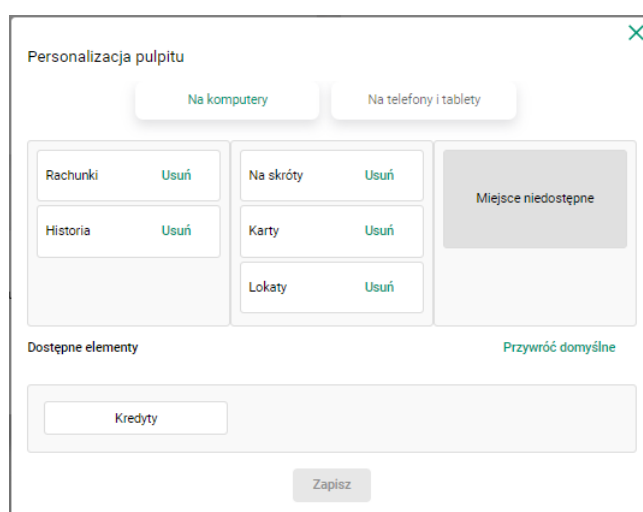 Personalizacja pulpitu
Na komputery
Na telefony i tablety
Rachunki Usuń
Historia Usuń
Na skróty Usuń
Karty Usuń
Lokaty Usuń
Miejsce niedostępne
Dostępne elementy
Przywróć domyślne
Kredyty
Zapisz